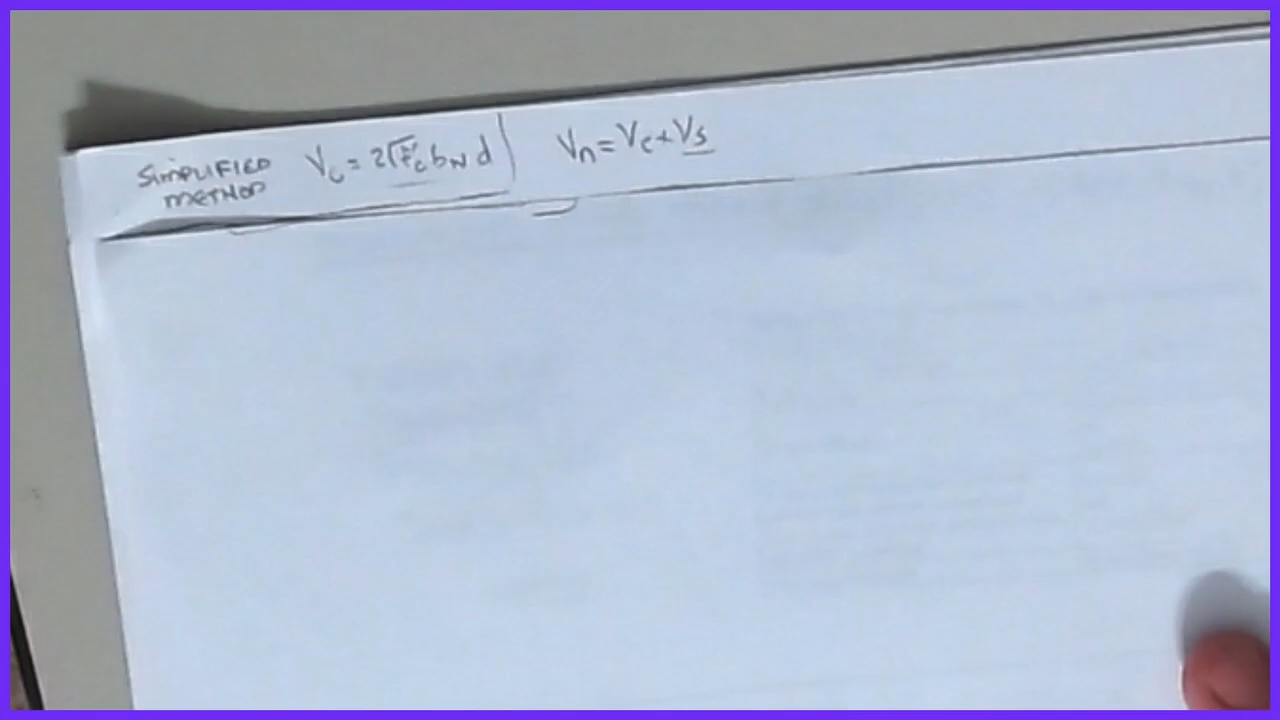 SIMPLIFIED METHOD
Vc = 2√f'c bw d
Vn = Vc + Vs